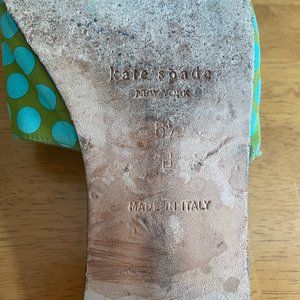 kate spade
NEW YORK
6½
B
MADE IN ITALY